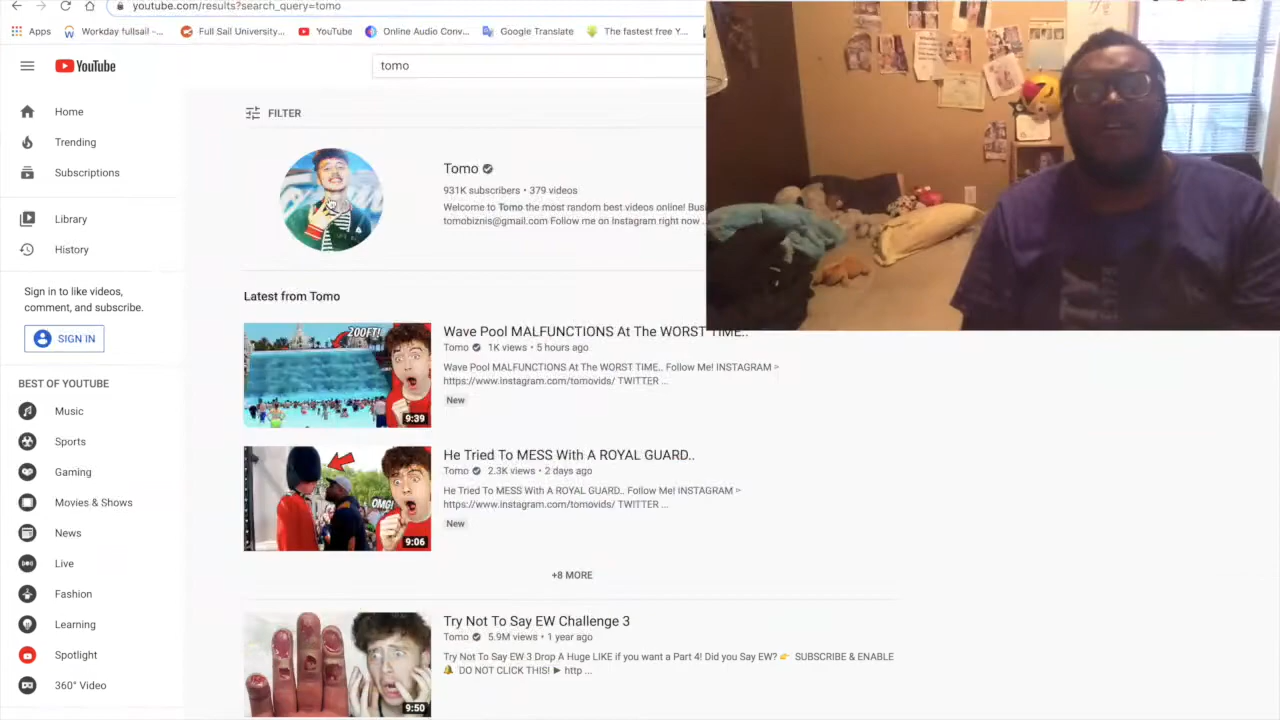 youtube.com/results?search_query=tomo
Apps
Workday fullsail -...
Full Sail University...
YouTube
Online Audio Conv...
Google Translate
The fastest free Y...
YouTube
tomo
Home
Trending
Subscriptions
Library
History
Sign in to like videos,
comment, and subscribe.
SIGN IN
BEST OF YOUTUBE
Music
Sports
Gaming
Movies & Shows
News
Live
Fashion
Learning
Spotlight
360° Video
FILTER
Tomo
931K subscribers • 379 videos
Welcome to Tomo the most random best videos online! Busi
tomobiznis@gmail.com Follow me on Instagram right now ...
Latest from Tomo
200FT!
9:39
Wave Pool MALFUNCTIONS At The WORST TIME..
Tomo 1K views • 5 hours ago
Wave Pool MALFUNCTIONS At The WORST TIME.. Follow Me! INSTAGRAM ►
https://www.instagram.com/tomovids/ TWITTER ...
New
OMG!
9:06
He Tried To MESS With A ROYAL GUARD..
Tomo 2.3K views • 2 days ago
He Tried To MESS With A ROYAL GUARD.. Follow Me! INSTAGRAM ►
https://www.instagram.com/tomovids/ TWITTER ...
New
+8 MORE
9:50
Try Not To Say EW Challenge 3
Tomo 5.9M views • 1 year ago
Try Not To Say EW 3 Drop A Huge LIKE if you want a Part 4! Did you Say EW? 👉 SUBSCRIBE & ENABLE
🔔 DO NOT CLICK THIS! ► http ...